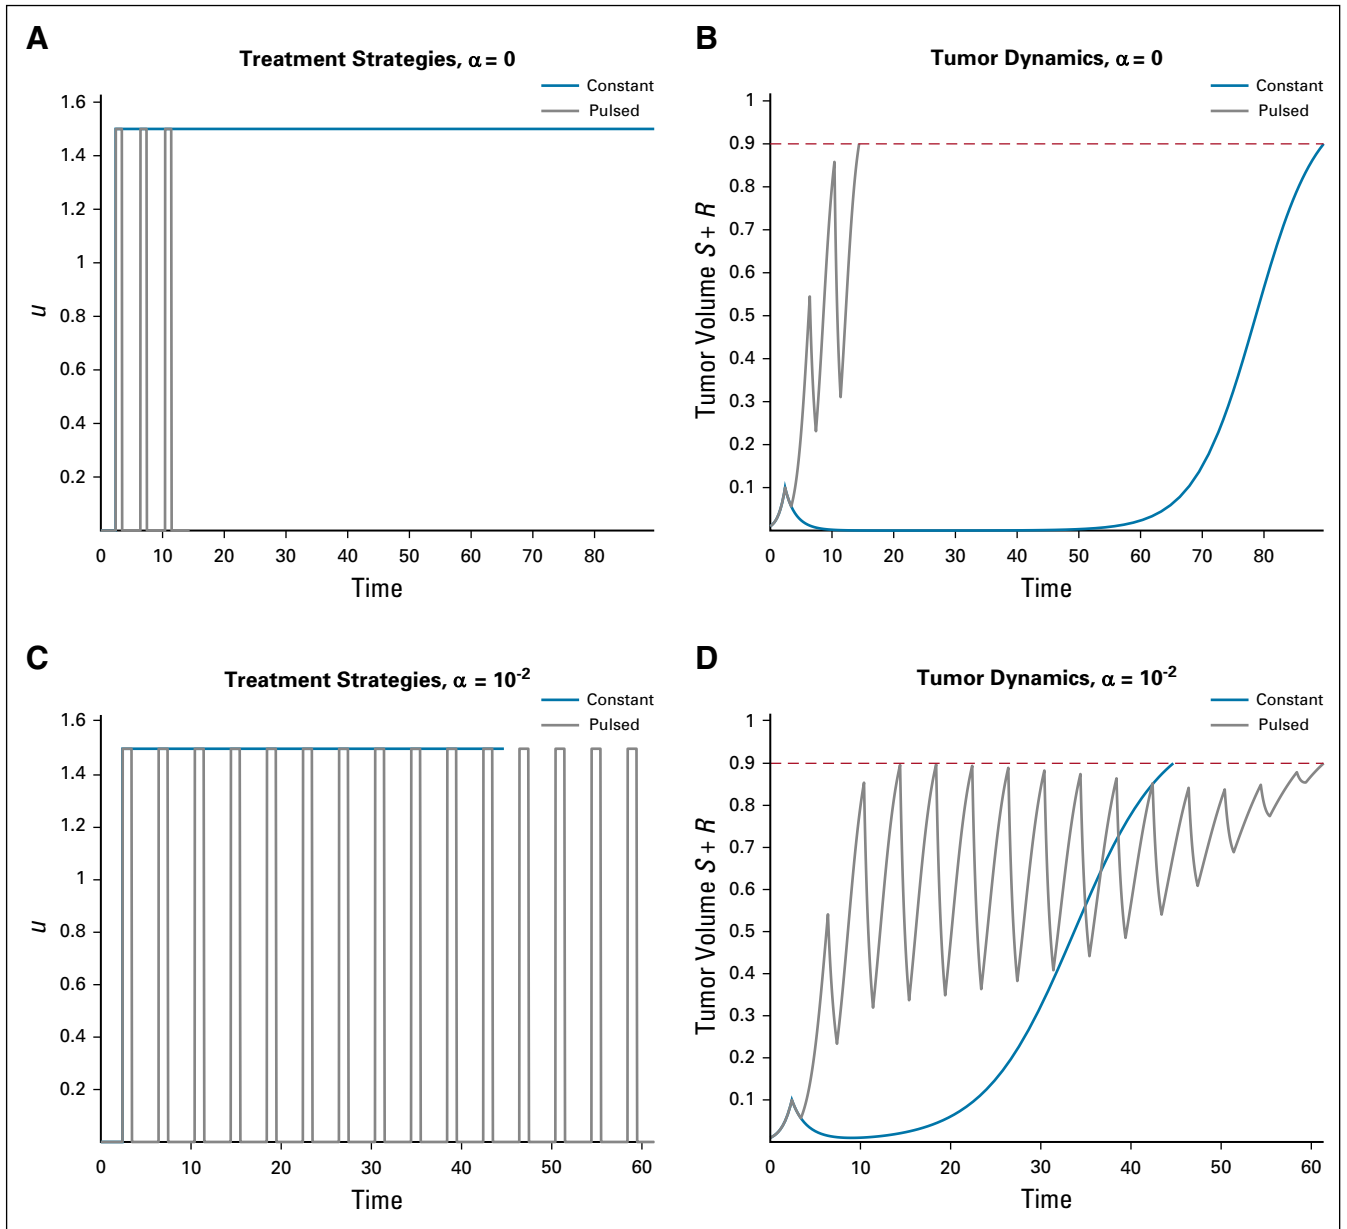 A
Treatment Strategies, α = 0
Constant
Pulsed
1.6
1.4
1.2
1
0.8
0.6
0.4
0.2
u
0 10 20 30 40 50 60 70 80
Time
B
Tumor Dynamics, α = 0
Constant
Pulsed
1
0.9
0.8
0.7
0.6
0.5
0.4
0.3
0.2
0.1
Tumor Volume S + R
0 10 20 30 40 50 60 70 80
Time
C
Treatment Strategies, α = 10⁻²
Constant
Pulsed
1.6
1.4
1.2
1
0.8
0.6
0.4
0.2
u
0 10 20 30 40 50 60
Time
D
Tumor Dynamics, α = 10⁻²
Constant
Pulsed
1
0.9
0.8
0.7
0.6
0.5
0.4
0.3
0.2
0.1
Tumor Volume S + R
0 10 20 30 40 50 60
Time